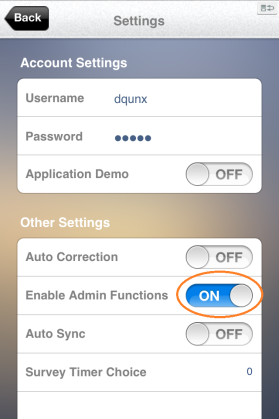 Back
Settings
Account Settings
Username dqunx
Password ●●●●●
Application Demo OFF
Other Settings
Auto Correction OFF
Enable Admin Functions ON
Auto Sync OFF
Survey Timer Choice 0